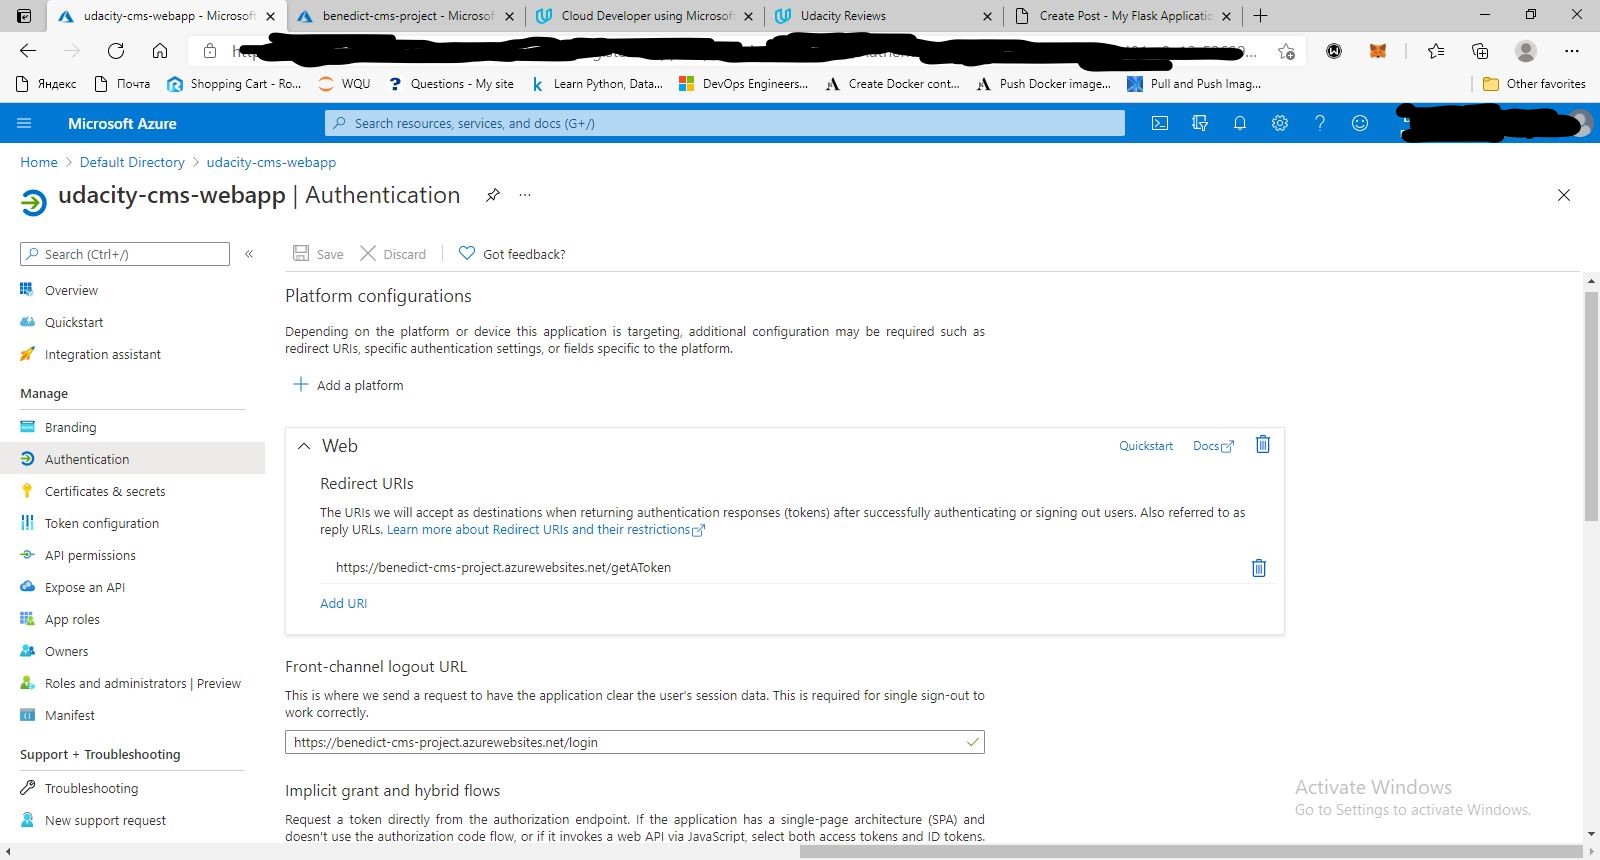 udacity-cms-webapp - Microsoft
benedict-cms-project - Microsof
Cloud Developer using Microsoft
Udacity Reviews
Create Post - My Flask Applicatio
Яндекс
Почта
Shopping Cart - Ro...
WQU
Questions - My site
Learn Python, Data...
DevOps Engineers...
Create Docker cont...
Push Docker image...
Pull and Push Imag...
Other favorites
Microsoft Azure
Search resources, services, and docs (G+/)
Home > Default Directory > udacity-cms-webapp
udacity-cms-webapp | Authentication
Search (Ctrl+/)
Save
Discard
Got feedback?
Overview
Quickstart
Integration assistant
Manage
Branding
Authentication
Certificates & secrets
Token configuration
API permissions
Expose an API
App roles
Owners
Roles and administrators | Preview
Manifest
Support + Troubleshooting
Troubleshooting
New support request
Platform configurations
Depending on the platform or device this application is targeting, additional configuration may be required such as
redirect URIs, specific authentication settings, or fields specific to the platform.
Add a platform
Web
Quickstart
Docs
Redirect URIs
The URIs we will accept as destinations when returning authentication responses (tokens) after successfully authenticating or signing out users. Also referred to as
reply URLs. Learn more about Redirect URIs and their restrictions
https://benedict-cms-project.azurewebsites.net/getAToken
Add URI
Front-channel logout URL
This is where we send a request to have the application clear the user's session data. This is required for single sign-out to
work correctly.
https://benedict-cms-project.azurewebsites.net/login
Implicit grant and hybrid flows
Request a token directly from the authorization endpoint. If the application has a single-page architecture (SPA) and
doesn't use the authorization code flow, or if it invokes a web API via JavaScript, select both access tokens and ID tokens.
Activate Windows
Go to Settings to activate Windows.